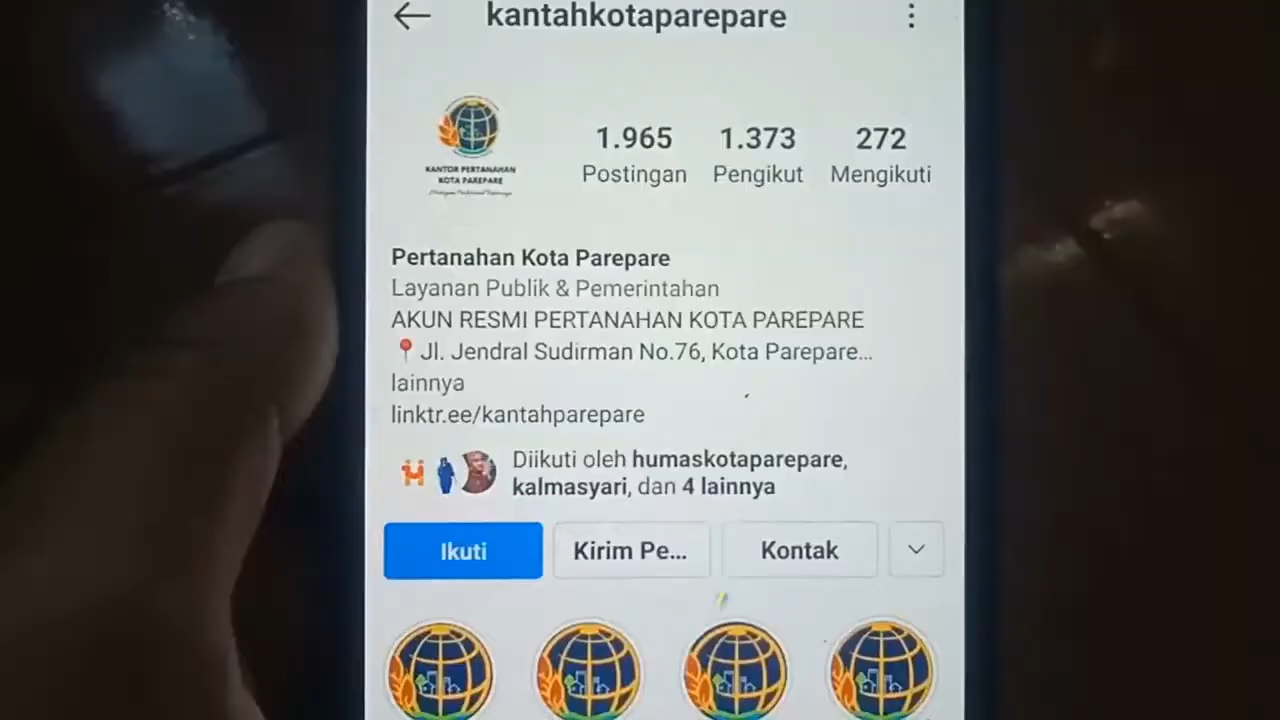 kantahkotaparepare
1.965 1.373 272
Postingan Pengikut Mengikuti
KANTOR PERTANAHAN
KOTA PAREPARE
Pertanahan Kota Parepare
Layanan Publik & Pemerintahan
AKUN RESMI PERTANAHAN KOTA PAREPARE
📍Jl. Jendral Sudirman No.76, Kota Parepare...
lainnya
linktr.ee/kantahparepare
Diikuti oleh humaskotaparepare,
kalmasyari, dan 4 lainnya
Ikuti Kirim Pe... Kontak